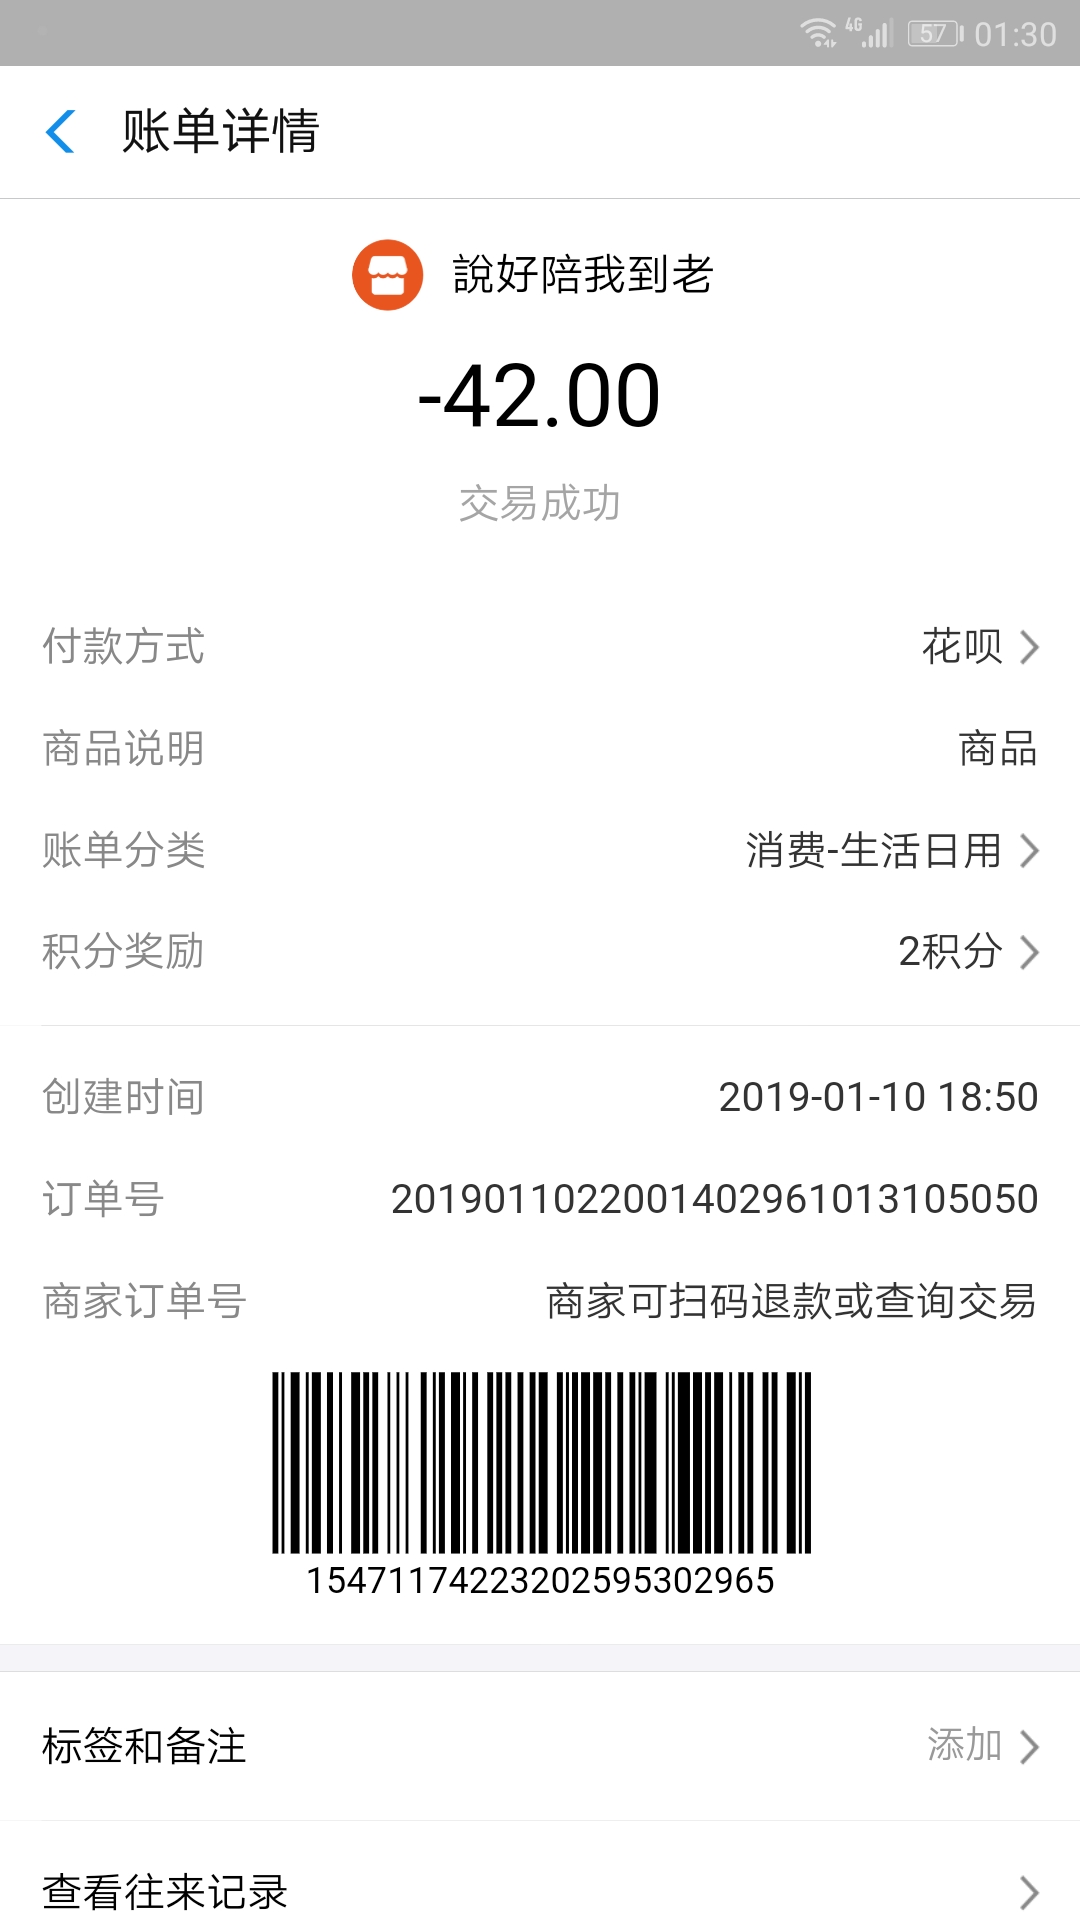 4G 57 01:30
账单详情
說好陪我到老
-42.00
交易成功
付款方式 花呗
商品说明 商品
账单分类 消费-生活日用
积分奖励 2积分
创建时间 2019-01-10 18:50
订单号 2019011022001402961013105050
商家订单号 商家可扫码退款或查询交易
15471174223202595302965
标签和备注 添加
查看往来记录